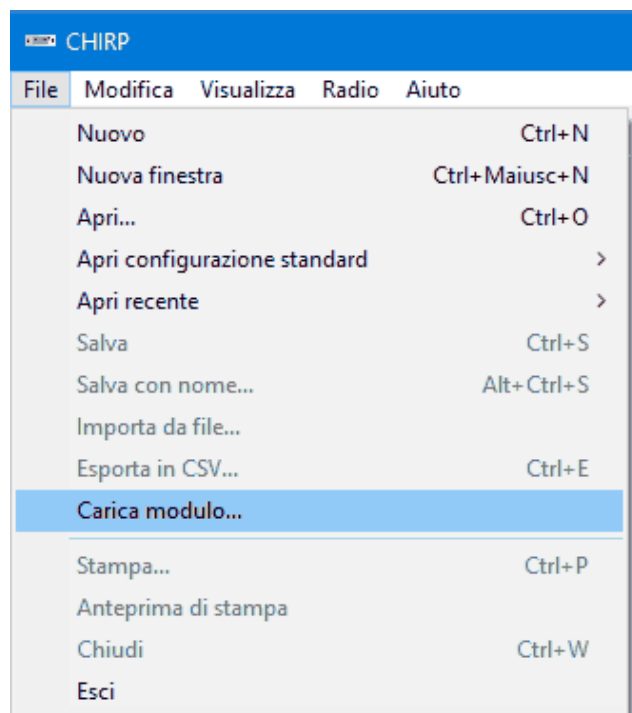 CHIRP
File Modifica Visualizza Radio Aiuto
Nuovo Ctrl+N
Nuova finestra Ctrl+Maiusc+N
Apri... Ctrl+O
Apri configurazione standard
Apri recente
Salva Ctrl+S
Salva con nome... Alt+Ctrl+S
Importa da file...
Esporta in CSV... Ctrl+E
Carica modulo...
Stampa... Ctrl+P
Anteprima di stampa
Chiudi Ctrl+W
Esci